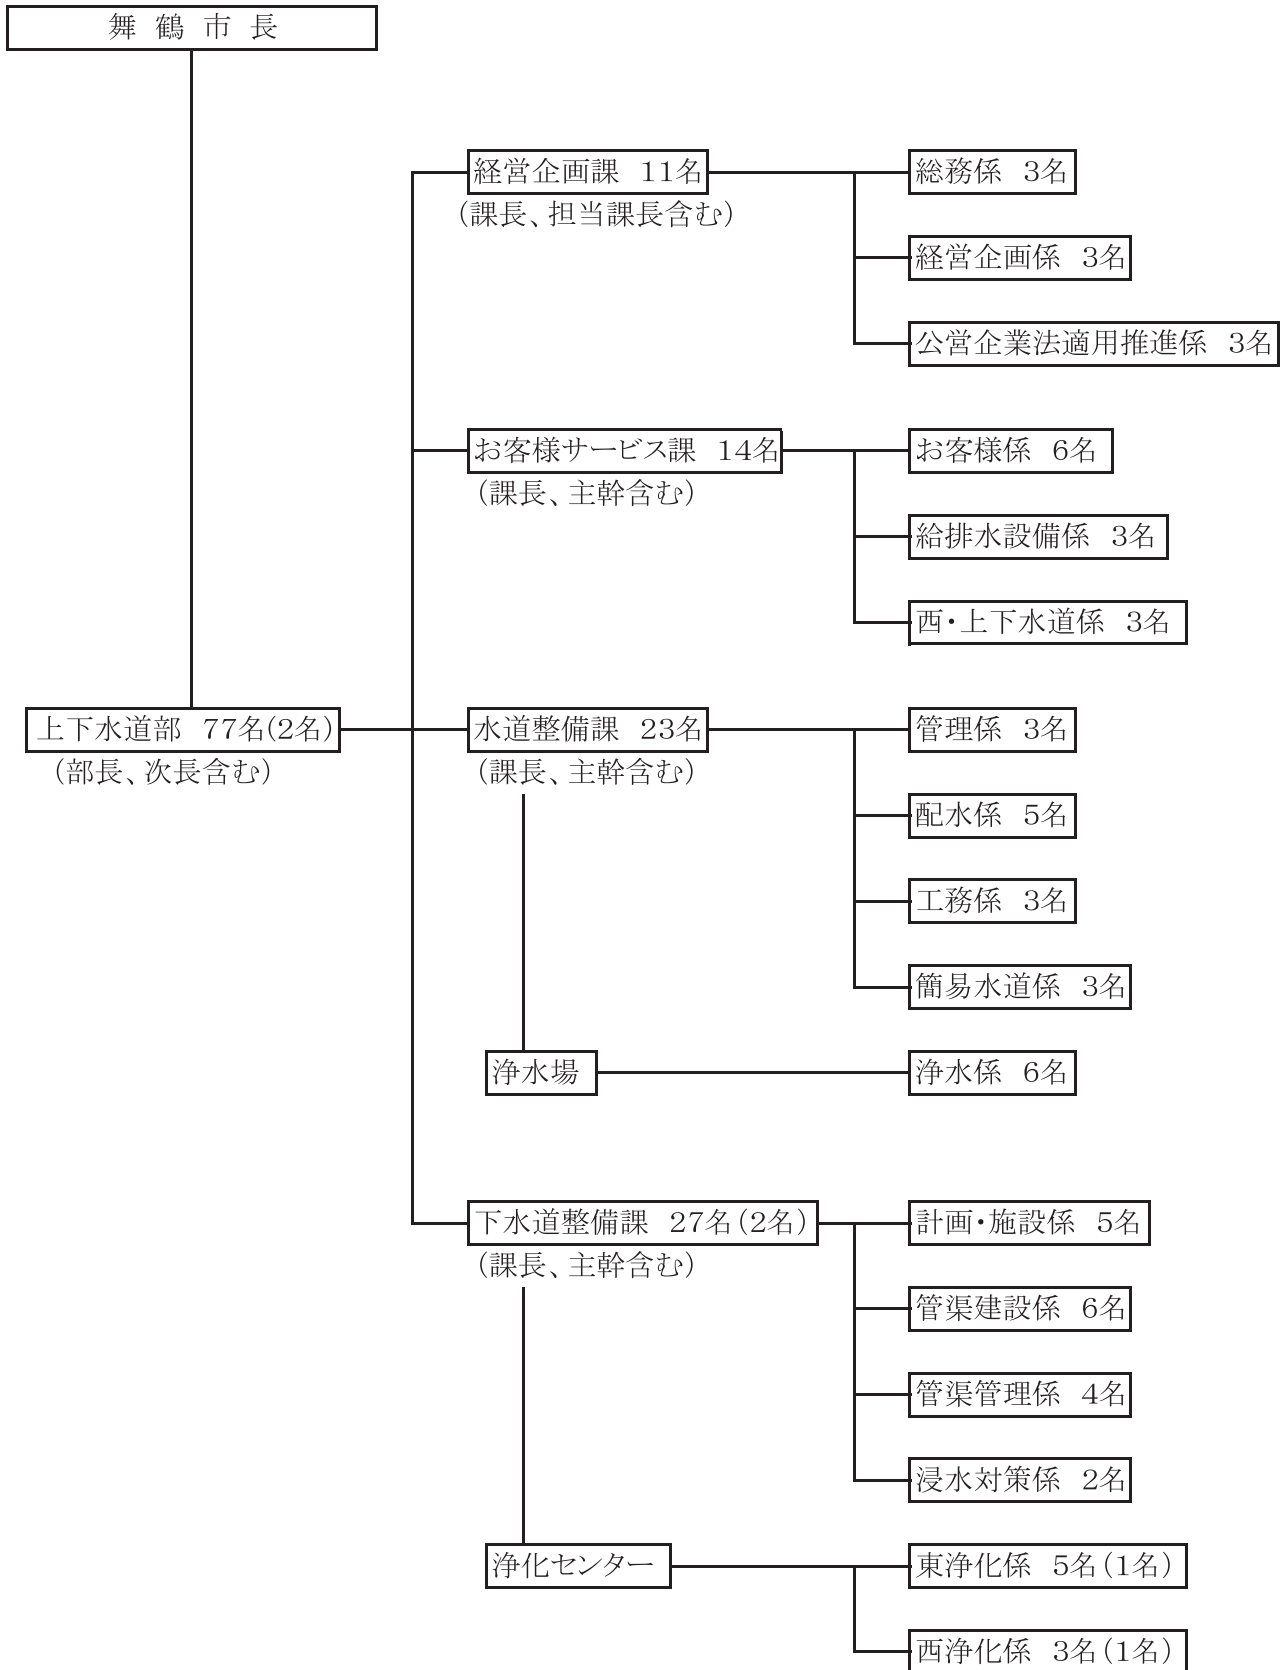 舞鶴市長
経営企画課 11名
(課長、担当課長含む)
総務係 3名
経営企画係 3名
公営企業法適用推進係 3名
お客様サービス課 14名
(課長、主幹含む)
お客様係 6名
給排水設備係 3名
西・上下水道係 3名
上下水道部 77名(2名)
(部長、次長含む)
水道整備課 23名
(課長、主幹含む)
管理係 3名
配水係 5名
工務係 3名
簡易水道係 3名
浄水場
浄水係 6名
下水道整備課 27名(2名)
(課長、主幹含む)
計画・施設係 5名
管渠建設係 6名
管渠管理係 4名
浸水対策係 2名
浄化センター
東浄化係 5名(1名)
西浄化係 3名(1名)